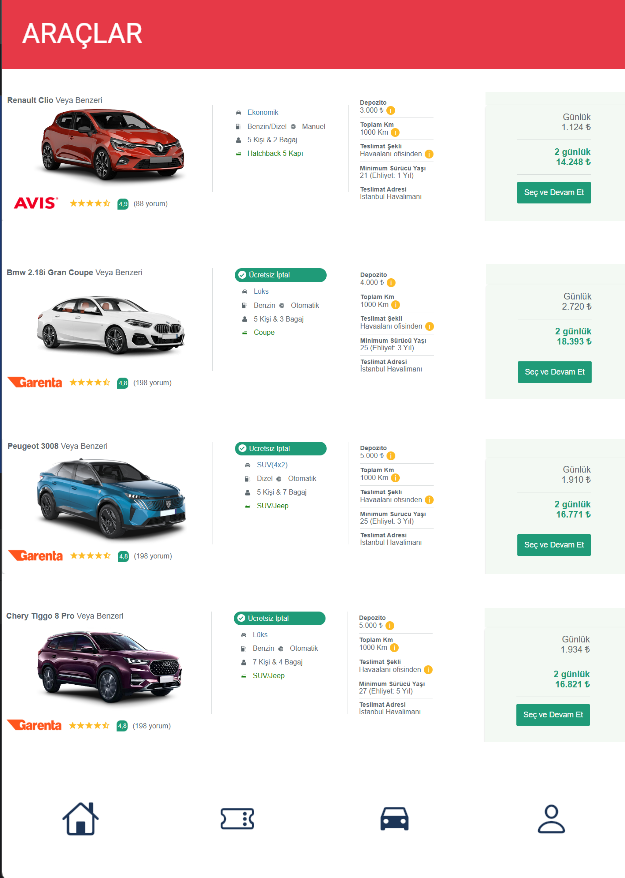 ARAÇLAR
Renault Clio Veya Benzeri
AVIS
4,9
(88 yorum)
Ekonomik
Benzin/Dizel Manuel
5 Kişi & 2 Bagaj
Hatchback 5 Kapı
Depozito
3.000 ₺
Toplam Km
1000 Km
Teslimat Şekli
Havaalanı ofisinden
Minimum Sürücü Yaşı
21 (Ehliyet: 1 Yıl)
Teslimat Adresi
İstanbul Havalimanı
Günlük
1.124 ₺
2 günlük
14.248 ₺
Seç ve Devam Et
Bmw 2.18i Gran Coupe Veya Benzeri
Garenta
4,8
(198 yorum)
Ücretsiz İptal
Lüks
Benzin Otomatik
5 Kişi & 3 Bagaj
Coupe
Depozito
4.000 ₺
Toplam Km
1000 Km
Teslimat Şekli
Havaalanı ofisinden
Minimum Sürücü Yaşı
25 (Ehliyet: 3 Yıl)
Teslimat Adresi
İstanbul Havalimanı
Günlük
2.720 ₺
2 günlük
18.393 ₺
Seç ve Devam Et
Peugeot 3008 Veya Benzeri
Garenta
4,8
(198 yorum)
Ücretsiz İptal
SUV(4x2)
Dizel Otomatik
5 Kişi & 7 Bagaj
SUV/Jeep
Depozito
5.000 ₺
Toplam Km
1000 Km
Teslimat Şekli
Havaalanı ofisinden
Minimum Sürücü Yaşı
25 (Ehliyet: 3 Yıl)
Teslimat Adresi
İstanbul Havalimanı
Günlük
1.910 ₺
2 günlük
16.771 ₺
Seç ve Devam Et
Chery Tiggo 8 Pro Veya Benzeri
Garenta
4,8
(198 yorum)
Ücretsiz İptal
Lüks
Benzin Otomatik
7 Kişi & 4 Bagaj
SUV/Jeep
Depozito
5.000 ₺
Toplam Km
1000 Km
Teslimat Şekli
Havaalanı ofisinden
Minimum Sürücü Yaşı
27 (Ehliyet: 5 Yıl)
Teslimat Adresi
İstanbul Havalimanı
Günlük
1.934 ₺
2 günlük
16.821 ₺
Seç ve Devam Et